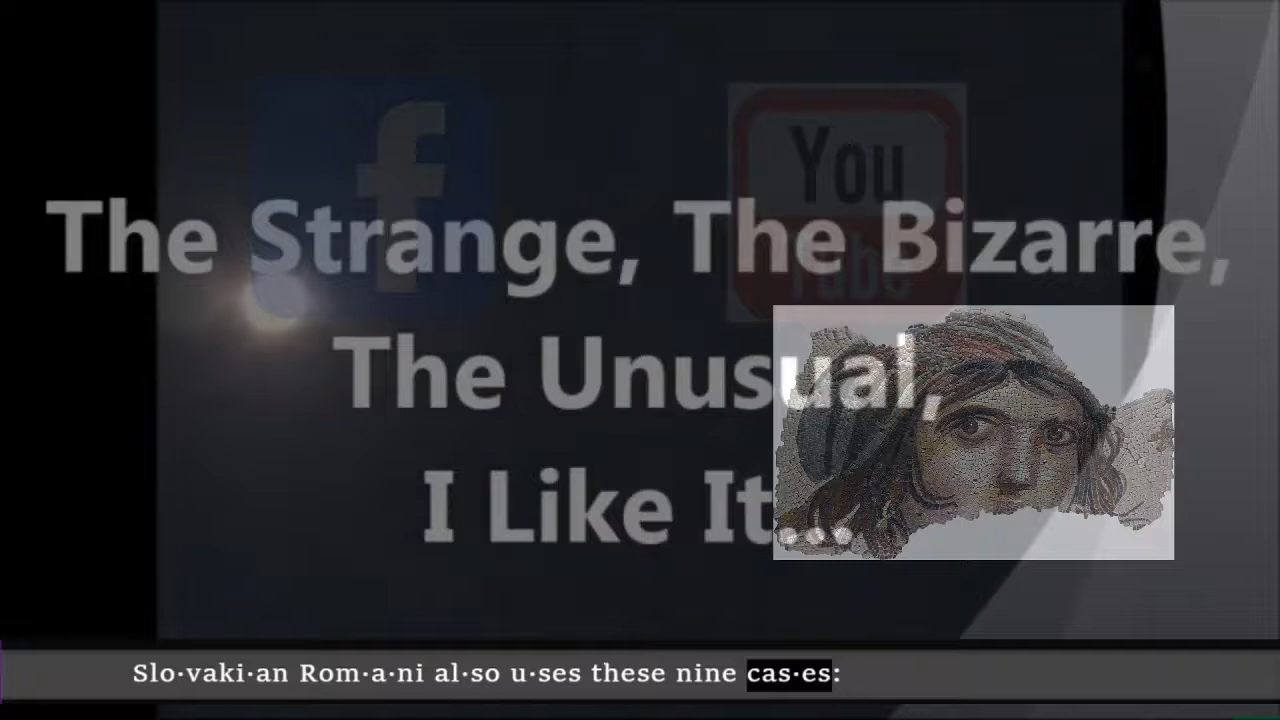 f
You
Tube
The Strange, The Bizarre,
The Unusual,
I Like It...
Slo·vaki·an Rom·a·ni al·so u·ses these nine cas·es: